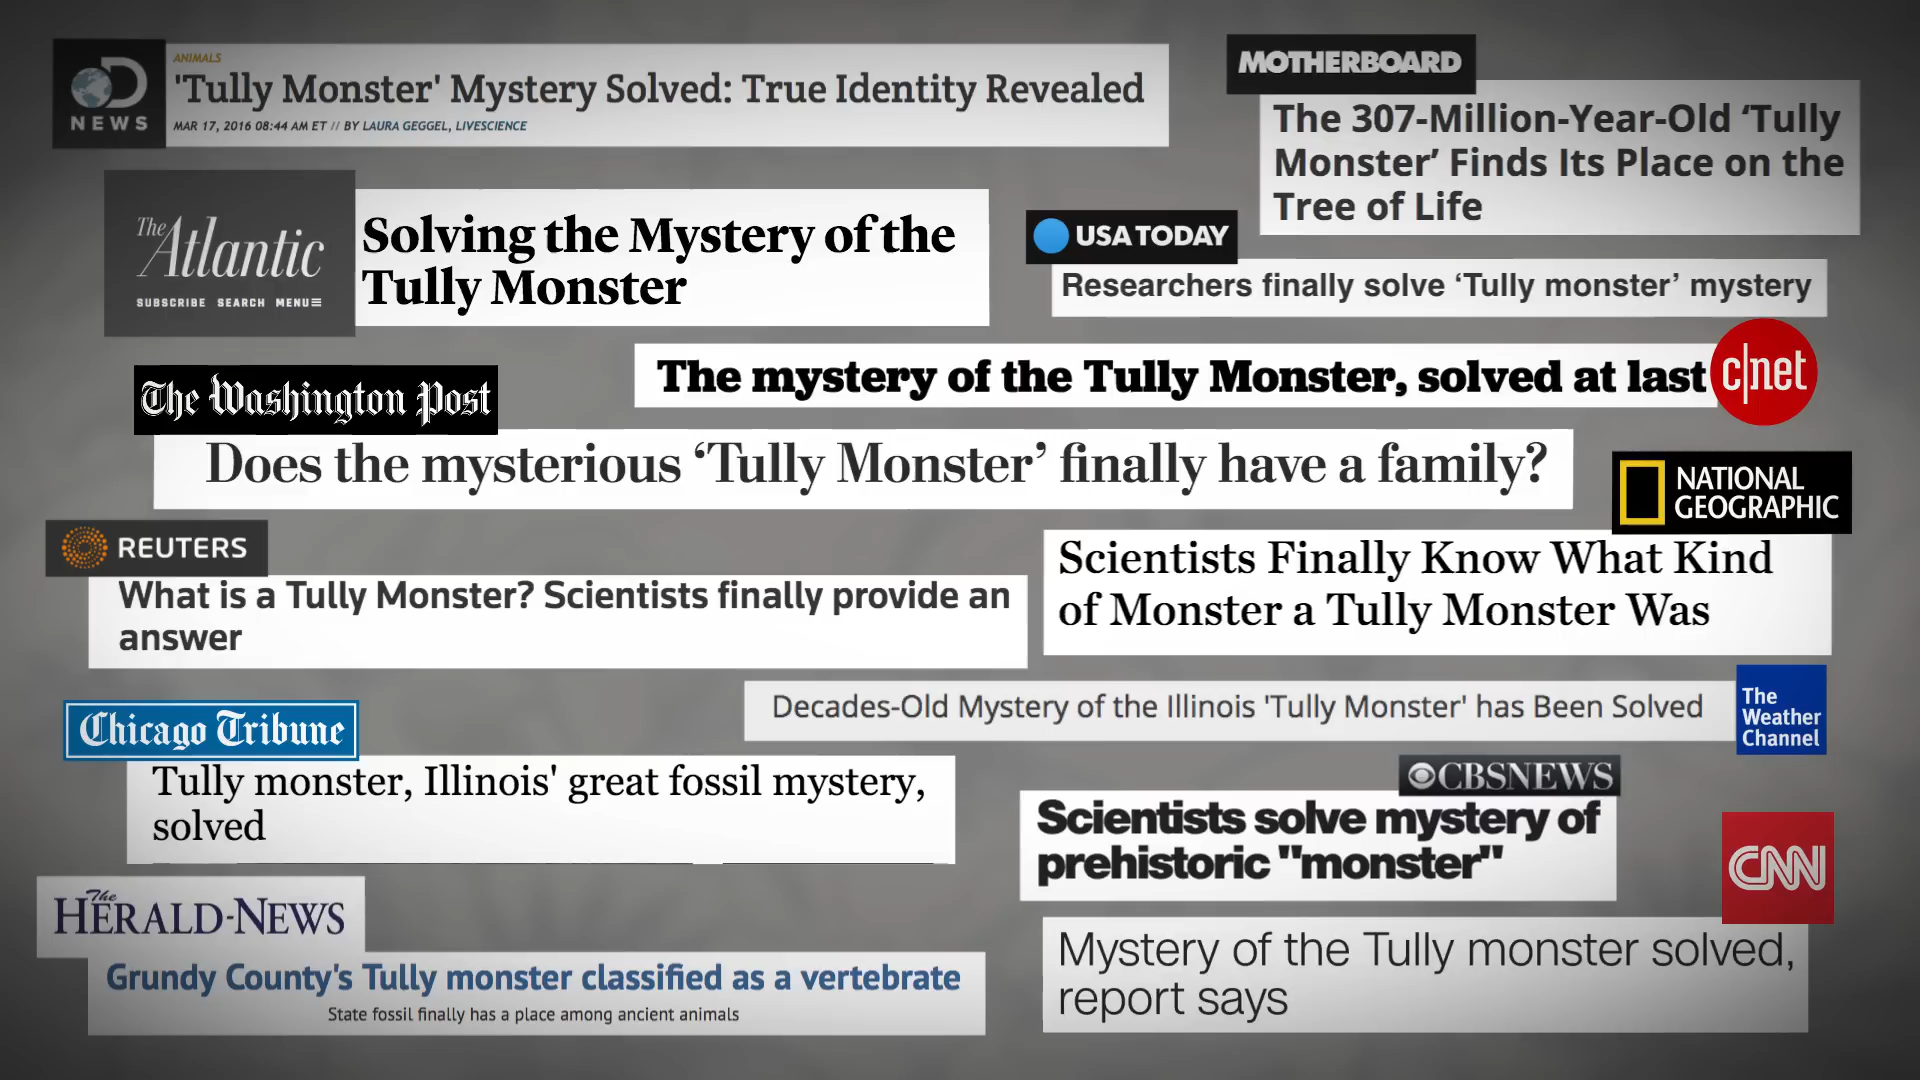 D
NEWS
ANIMALS
'Tully Monster' Mystery Solved: True Identity Revealed
MAR 17, 2016 08:44 AM ET // BY LAURA GEGGEL, LIVESCIENCE
MOTHERBOARD
The 307-Million-Year-Old ‘Tully
Monster’ Finds Its Place on the
Tree of Life
The
Atlantic
SUBSCRIBE SEARCH MENU
Solving the Mystery of the
Tully Monster
USA TODAY
Researchers finally solve ‘Tully monster’ mystery
The mystery of the Tully Monster, solved at last
c|net
The Washington Post
Does the mysterious ‘Tully Monster’ finally have a family?
NATIONAL
GEOGRAPHIC
Scientists Finally Know What Kind
of Monster a Tully Monster Was
REUTERS
What is a Tully Monster? Scientists finally provide an
answer
Decades-Old Mystery of the Illinois 'Tully Monster' has Been Solved
The
Weather
Channel
Chicago Tribune
Tully monster, Illinois' great fossil mystery,
solved
CBSNEWS
Scientists solve mystery of
prehistoric "monster"
The
HERALD-NEWS
Grundy County's Tully monster classified as a vertebrate
State fossil finally has a place among ancient animals
CNN
Mystery of the Tully monster solved,
report says